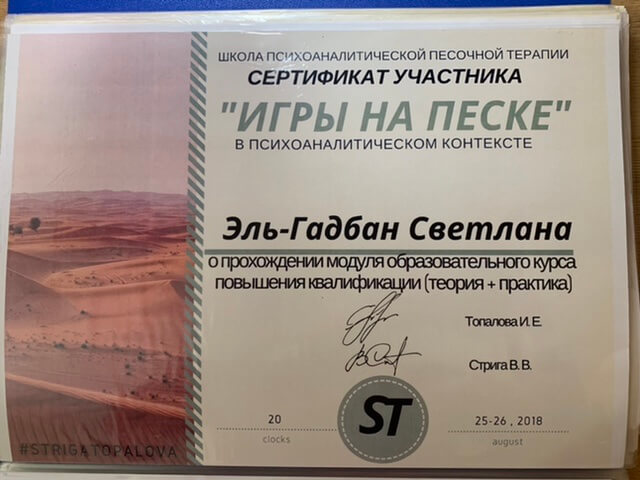 ШКОЛА ПСИХОАНАЛИТИЧЕСКОЙ ПЕСОЧНОЙ ТЕРАПИИ
СЕРТИФИКАТ УЧАСТНИКА
"ИГРЫ НА ПЕСКЕ"
В ПСИХОАНАЛИТИЧЕСКОМ КОНТЕКСТЕ
Эль-Гадбан Светлана
о прохождении модуля образовательного курса
повышения квалификации (теория + практика)
Топалова И. Е.
Стрига В. В.
20
clocks
ST
25-26 , 2018
august
#STRIGATOPALOVA